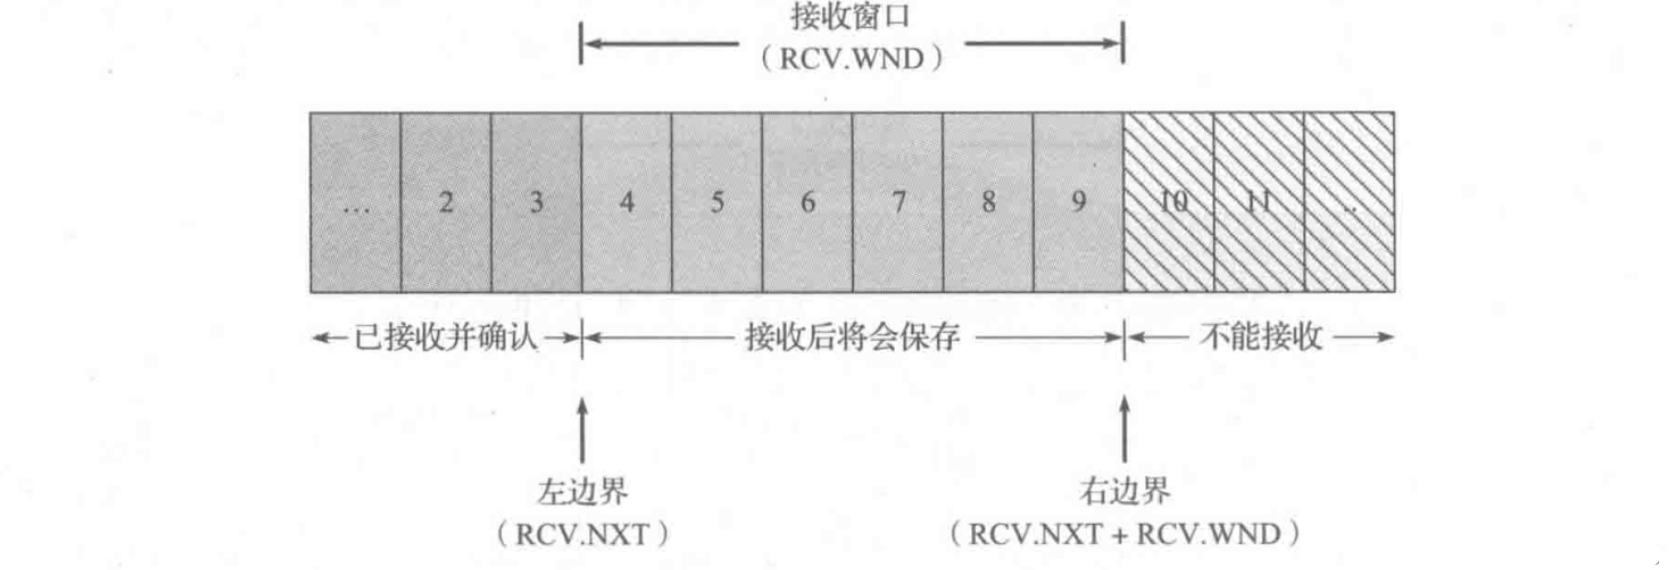 接收窗口
（RCV.WND）
… 2 3 4 5 6 7 8 9 10 11 ..
已接收并确认 接收后将会保存 不能接收
左边界 右边界
（RCV.NXT） （RCV.NXT + RCV.WND）